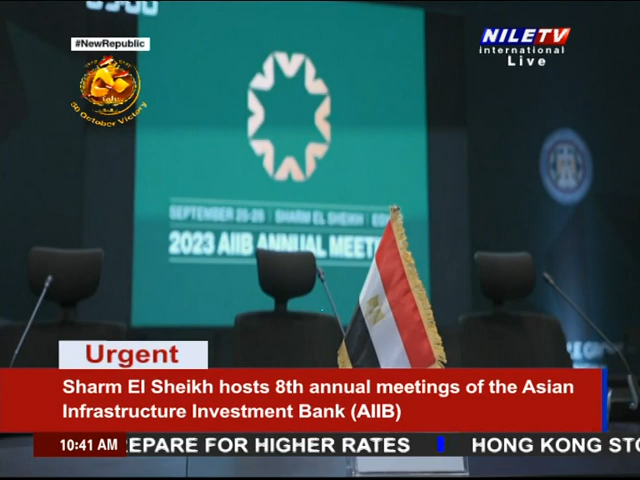 #NewRepublic
50 October Victory
NILE TV
international
Live
SEPTEMBER 25-26 | SHARM EL SHEIKH |
2023 AIIB ANNUAL
Urgent
Sharm El Sheikh hosts 8th annual meetings of the Asian
Infrastructure Investment Bank (AIIB)
10:41 AM EPARE FOR HIGHER RATES HONG KONG STO